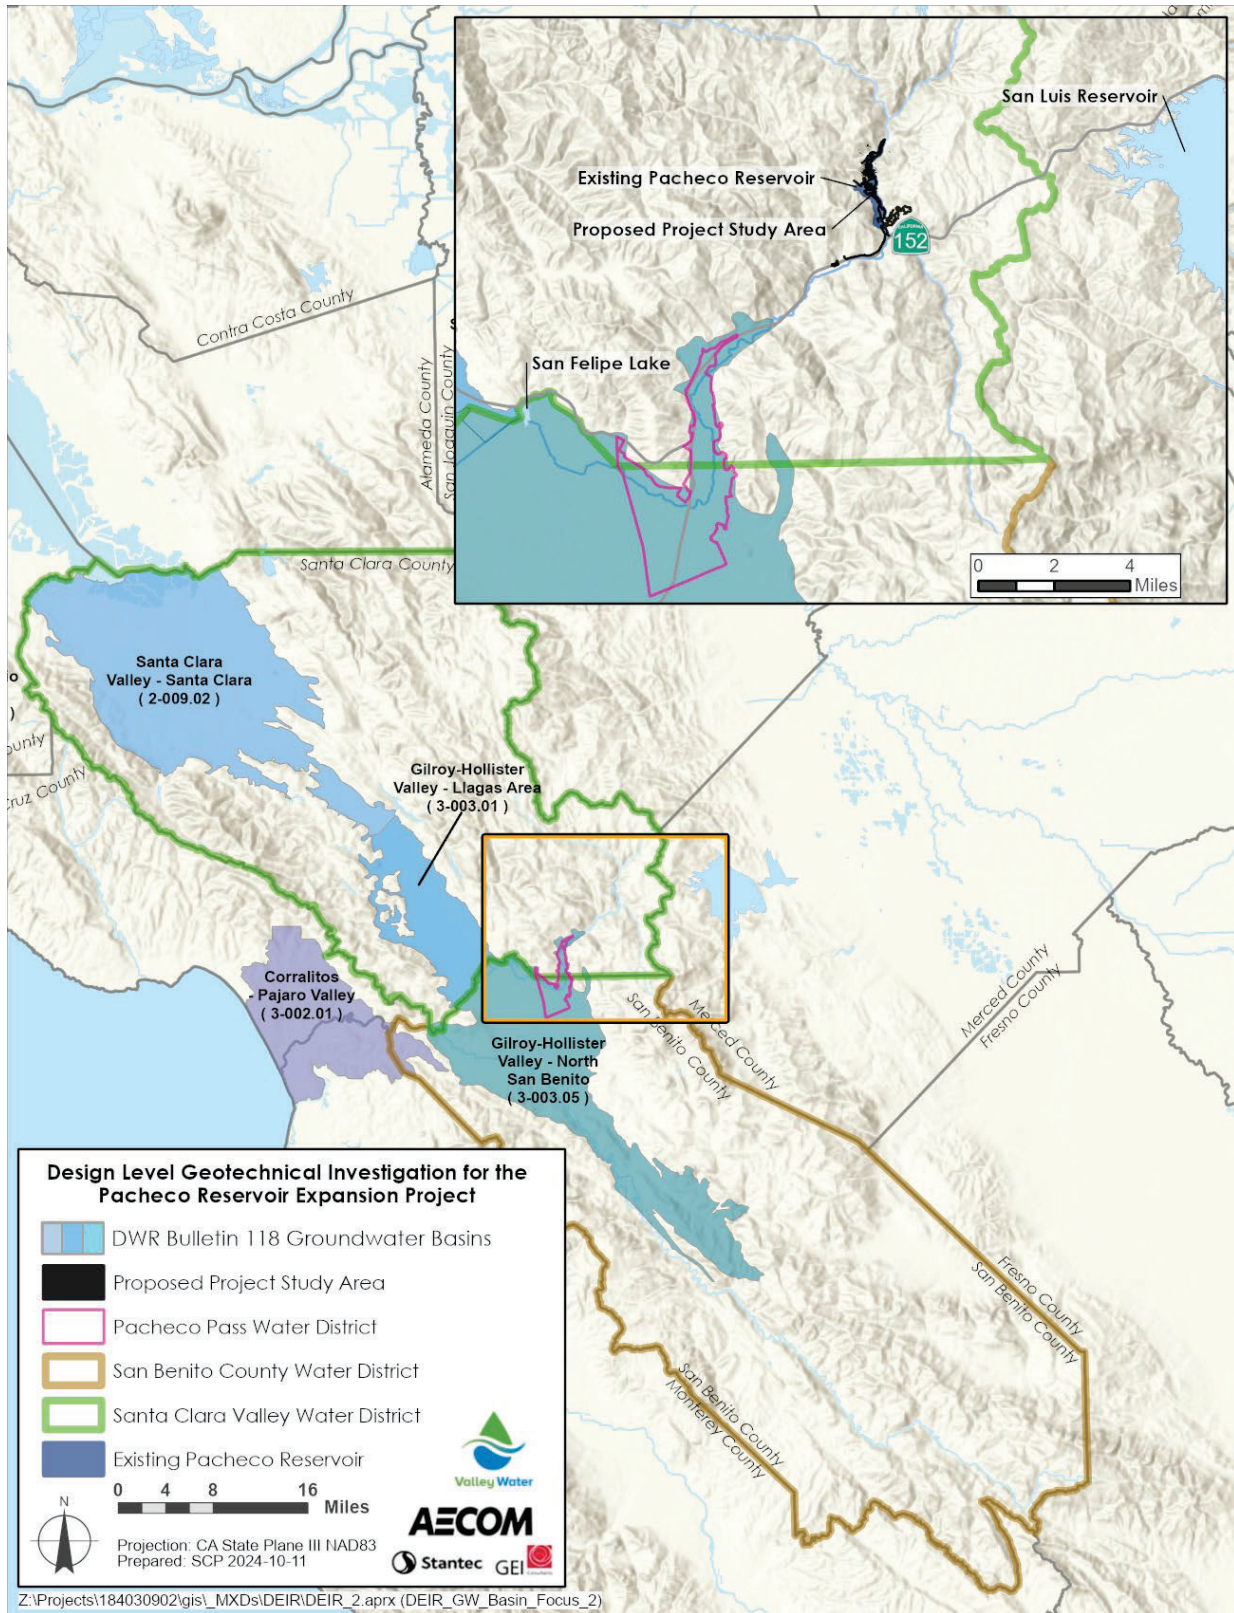 San Luis Reservoir
Existing Pacheco Reservoir
Proposed Project Study Area
CALIFORNIA
152
San Felipe Lake
0 2 4
Miles
Contra Costa County
Alameda County
San Joaquin County
Santa Clara County
Santa Clara
Valley - Santa Clara
( 2-009.02 )
o
)
ounty
Cruz County
Gilroy-Hollister
Valley - Llagas Area
( 3-003.01 )
Corralitos
- Pajaro Valley
( 3-002.01 )
Gilroy-Hollister
Valley - North
San Benito
( 3-003.05 )
Merced County
San Benito County
Merced County
Fresno County
Fresno County
San Benito County
San Benito County
Monterey County
Design Level Geotechnical Investigation for the
Pacheco Reservoir Expansion Project
DWR Bulletin 118 Groundwater Basins
Proposed Project Study Area
Pacheco Pass Water District
San Benito County Water District
Santa Clara Valley Water District
Existing Pacheco Reservoir
0 4 8 16
Miles
N
Projection: CA State Plane III NAD83
Prepared: SCP 2024-10-11
Valley Water
AECOM
Stantec
GEI
Consultants
Z:\Projects\184030902\gis\_MXDs\DEIR\DEIR_2.aprx (DEIR_GW_Basin_Focus_2)